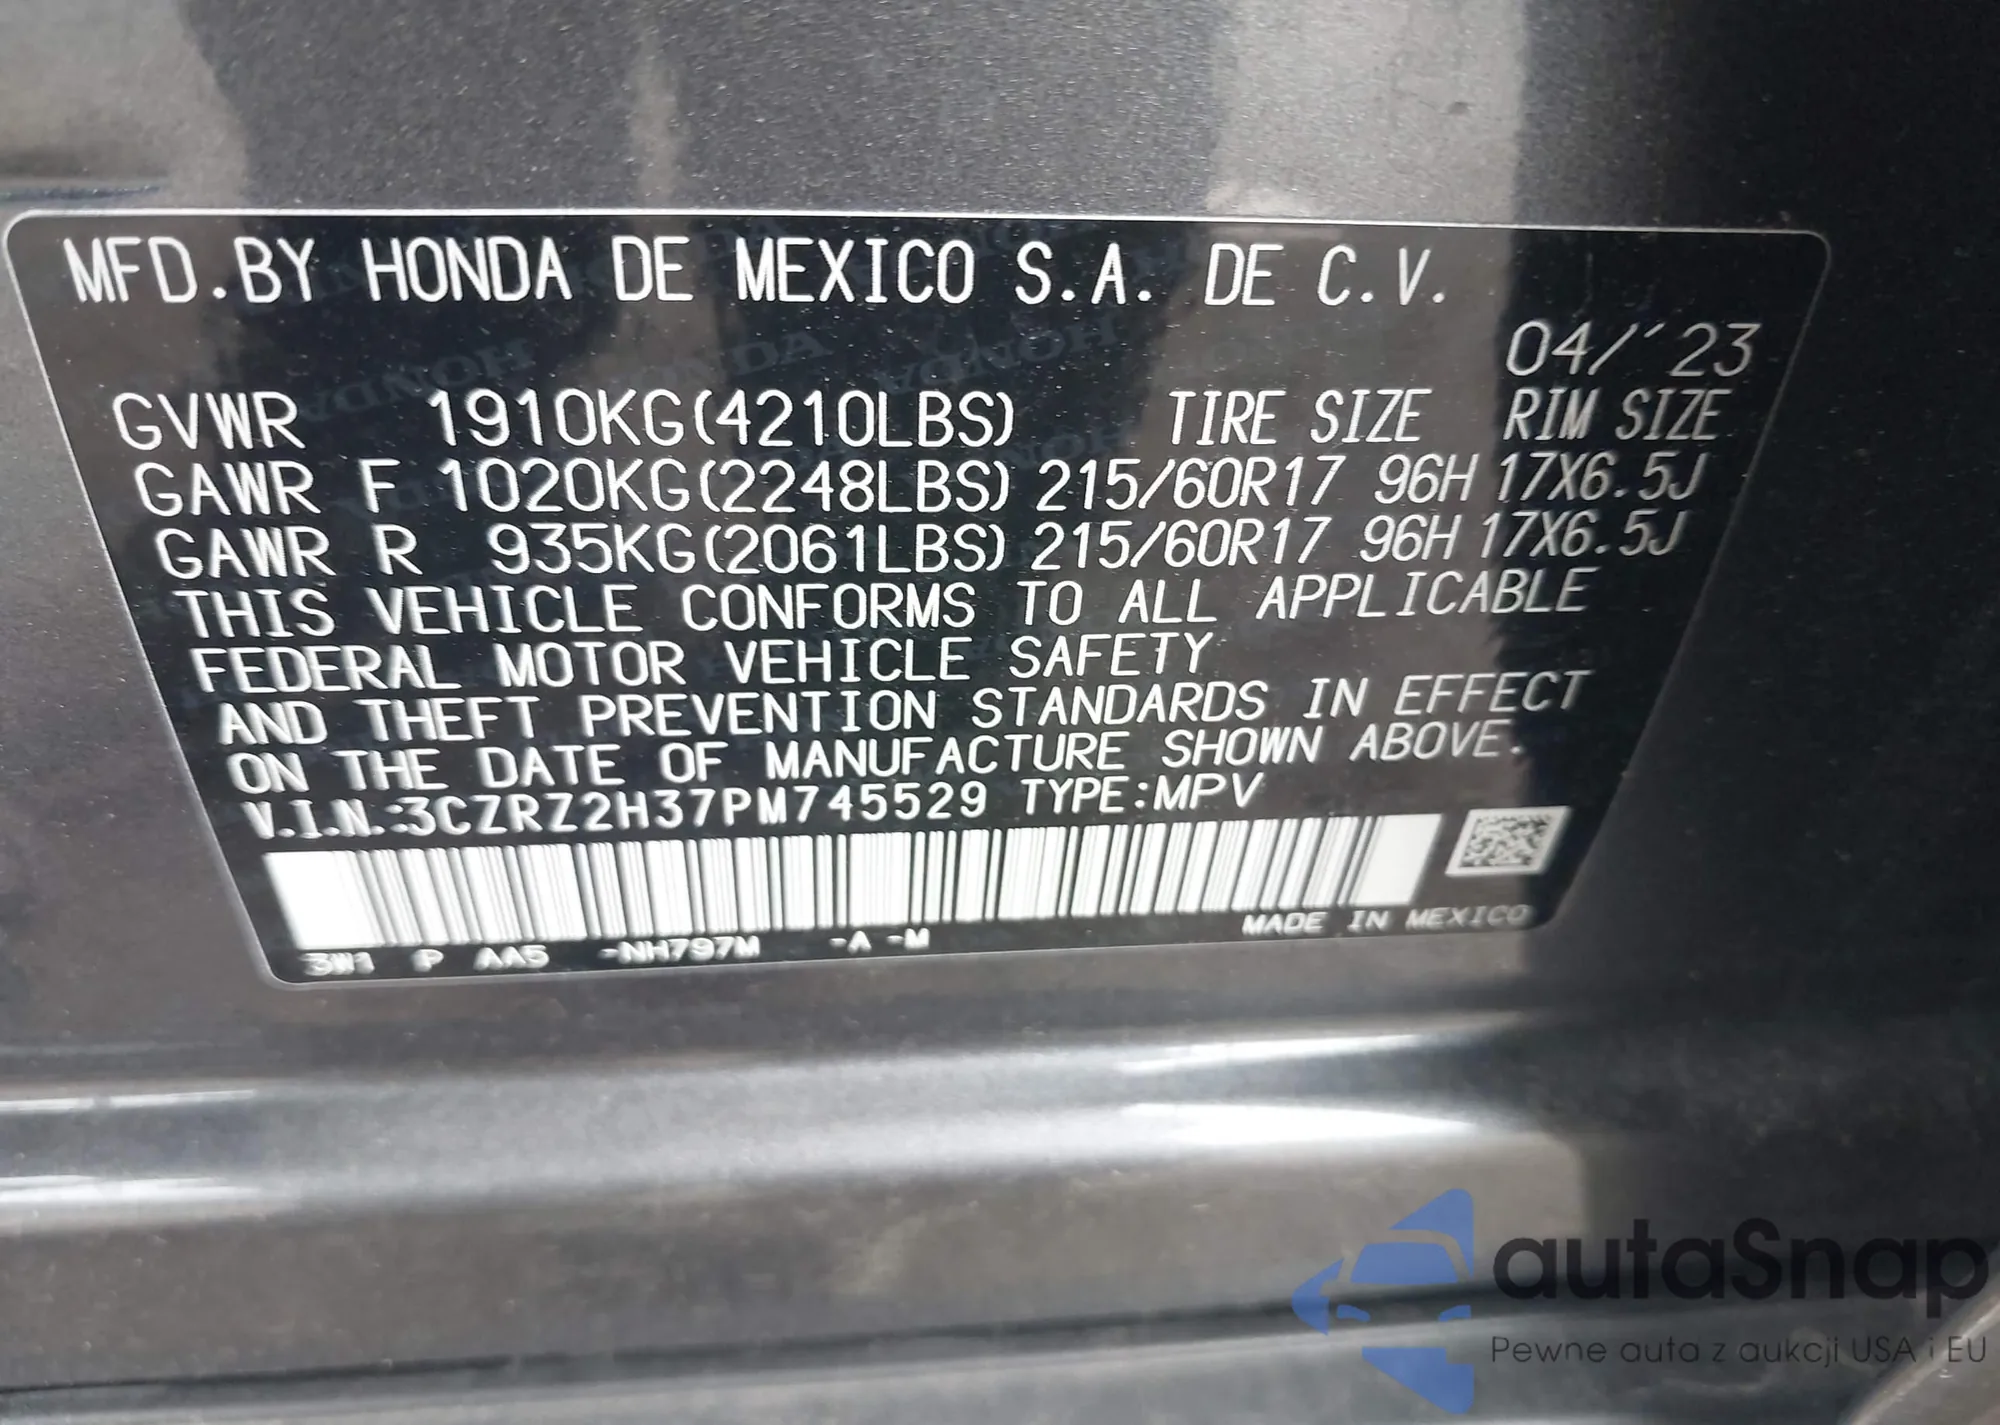 MFD.BY HONDA DE MEXICO S.A. DE C.V.
04/'23
GVWR 1910KG(4210LBS) TIRE SIZE RIM SIZE
GAWR F 1020KG(2248LBS) 215/60R17 96H 17X6.5J
GAWR R 935KG(2061LBS) 215/60R17 96H 17X6.5J
THIS VEHICLE CONFORMS TO ALL APPLICABLE
FEDERAL MOTOR VEHICLE SAFETY
AND THEFT PREVENTION STANDARDS IN EFFECT
ON THE DATE OF MANUFACTURE SHOWN ABOVE.
V.I.N.:3CZRZ2H37PM745529 TYPE:MPV
3W1 P AA5 -NH797M -A -M
MADE IN MEXICO
autaSnap
Pewne auta z aukcji USA i EU